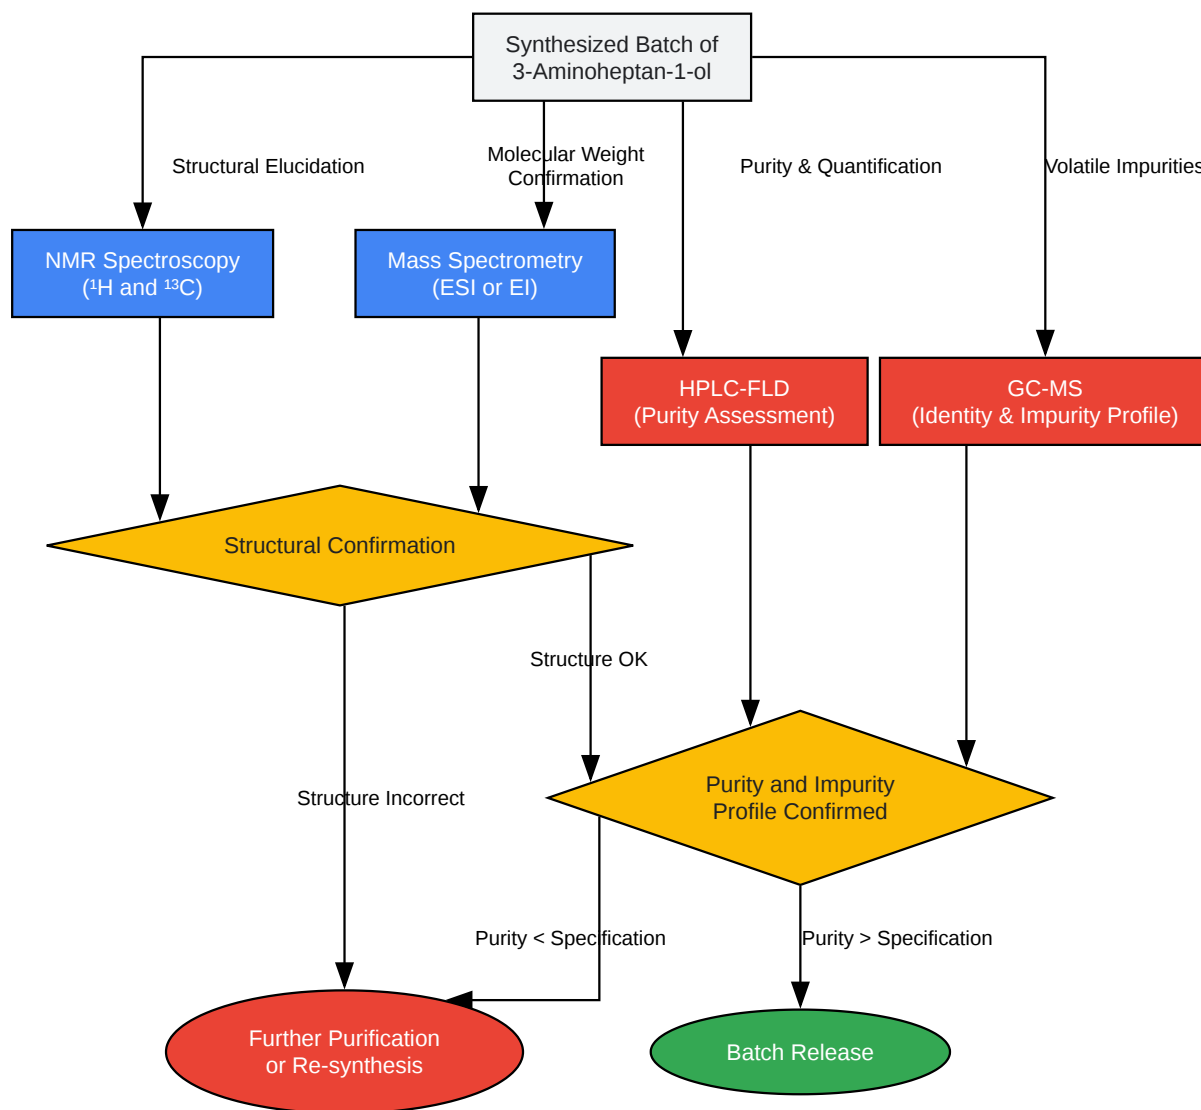 Synthesized Batch of
3-Aminoheptan-1-ol
Structural Elucidation
Molecular Weight
Confirmation
Purity & Quantification
Volatile Impurities
NMR Spectroscopy
(¹H and ¹³C)
Mass Spectrometry
(ESI or EI)
HPLC-FLD
(Purity Assessment)
GC-MS
(Identity & Impurity Profile)
Structural Confirmation
Structure OK
Structure Incorrect
Purity and Impurity
Profile Confirmed
Purity < Specification
Purity > Specification
Further Purification
or Re-synthesis
Batch Release